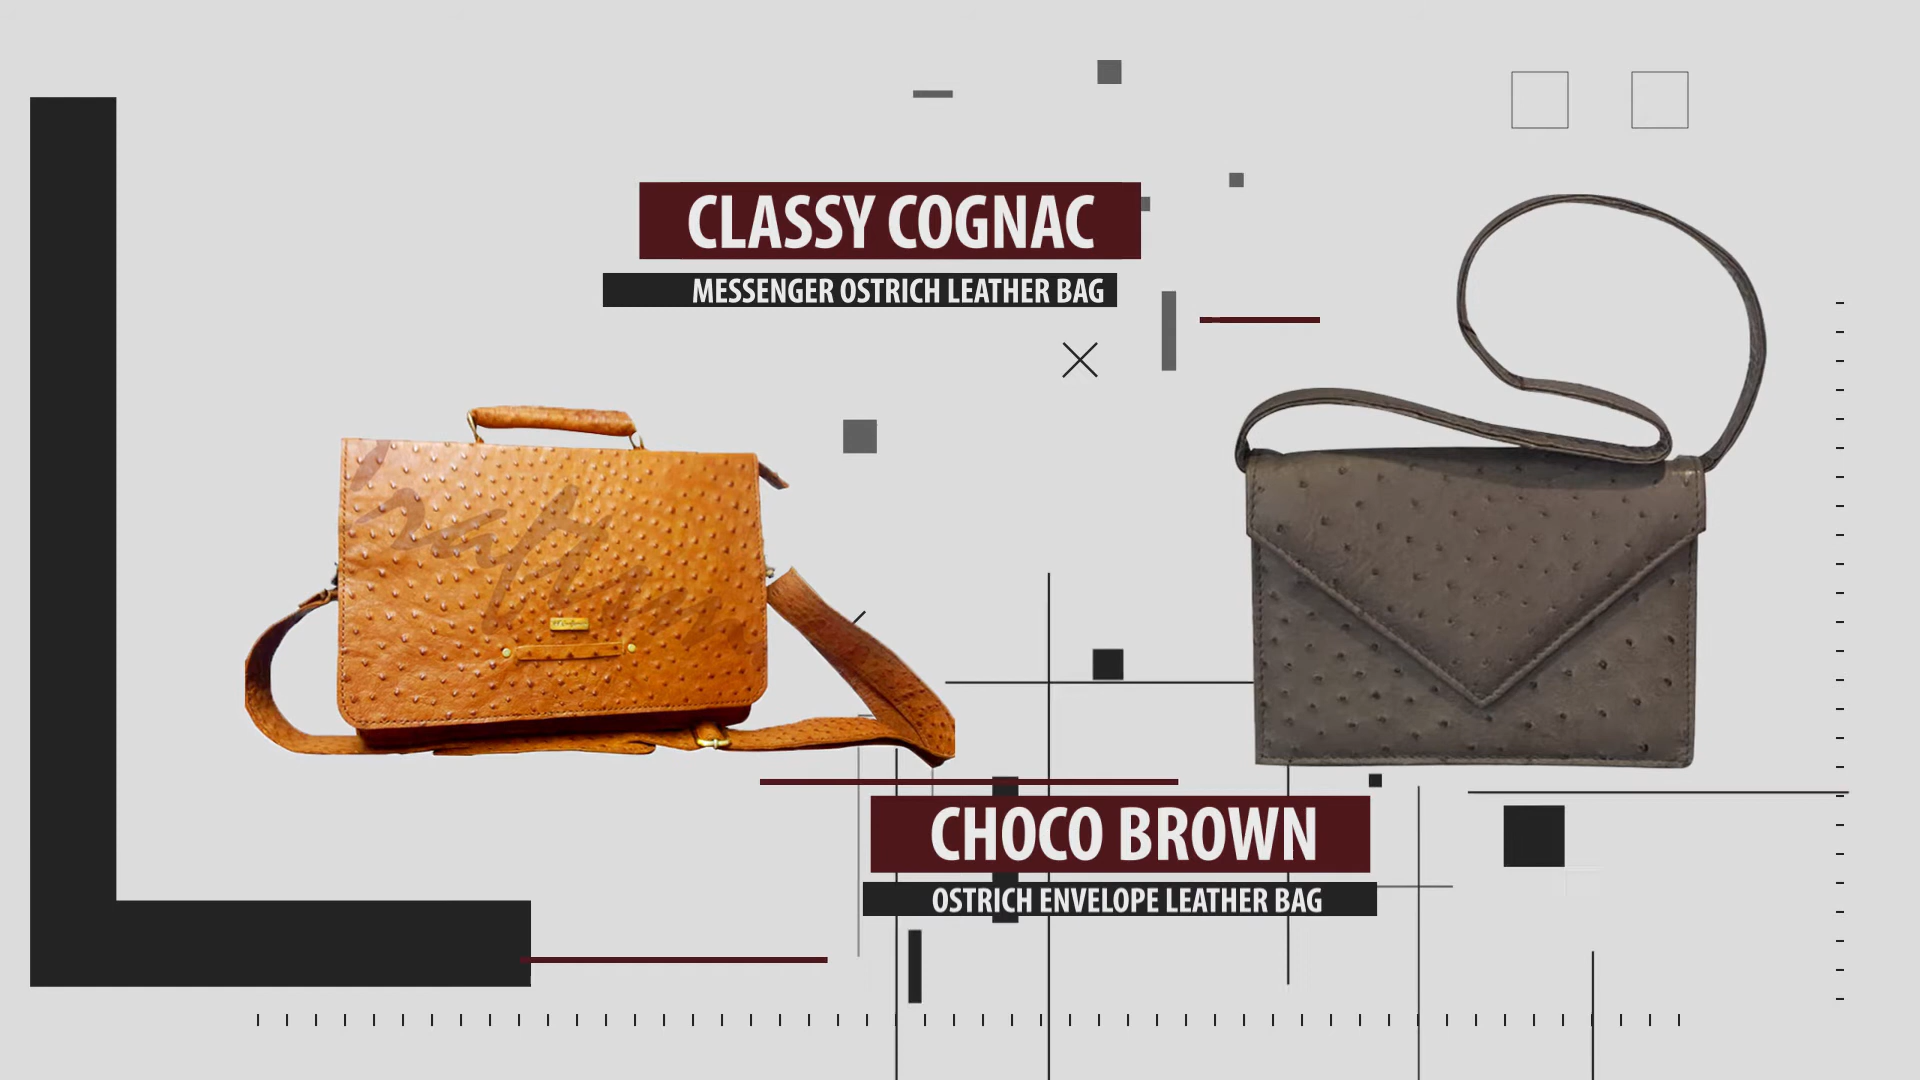 CLASSY COGNAC
MESSENGER OSTRICH LEATHER BAG
CHOCO BROWN
OSTRICH ENVELOPE LEATHER BAG